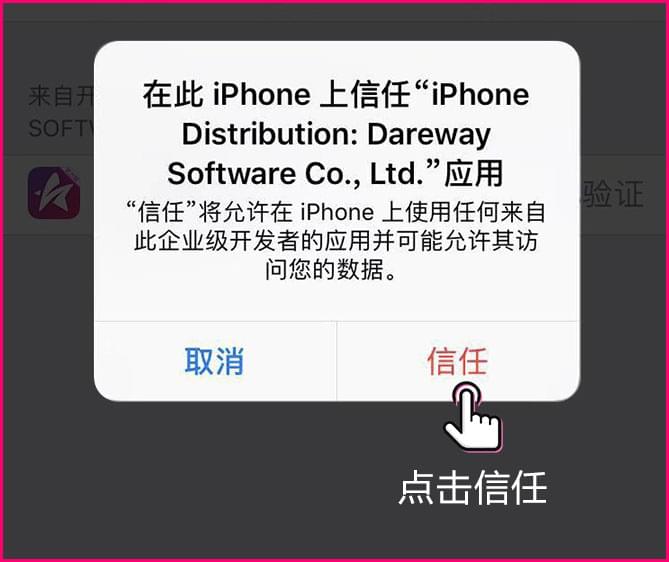 在此 iPhone 上信任“iPhone
Distribution: Dareway
Software Co., Ltd.”应用
“信任”将允许在 iPhone 上使用任何来自
此企业级开发者的应用并可能允许其访
问您的数据。
来自开
SOFTW
验证
取消
信任
点击信任